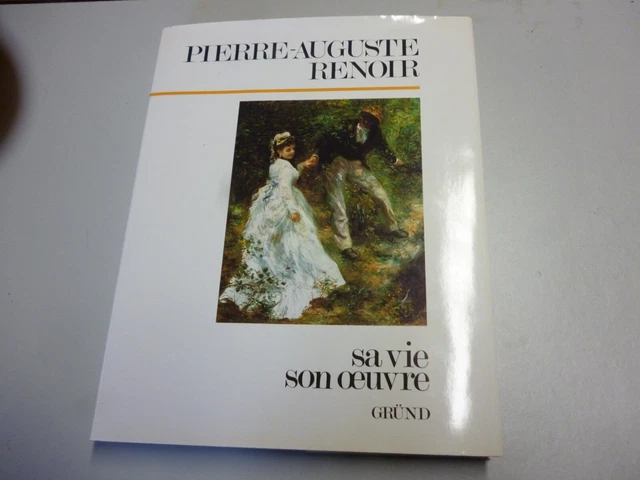 PIERRE-AUGUSTE
RENOIR
sa vie
son œuvre
GRÜND